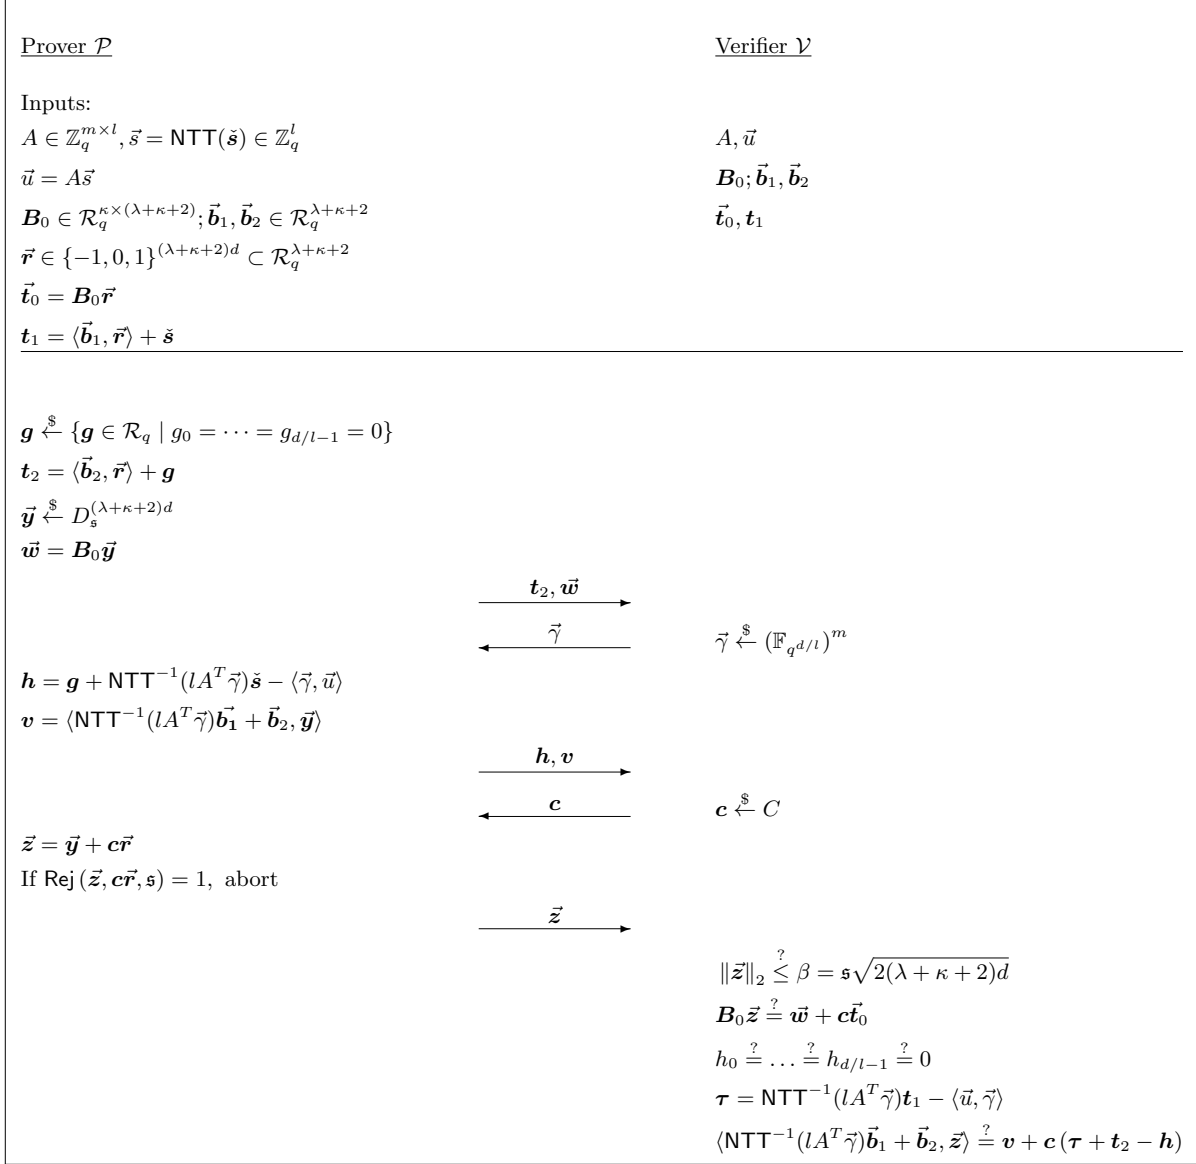 Prover 𝒫 Verifier 𝒱
Inputs:
A ∈ ℤ_q^{m×l}, s⃗ = NTT(š) ∈ ℤ_q^l A, u⃗
u⃗ = As⃗ B₀; b⃗₁, b⃗₂
B₀ ∈ ℛ_q^{κ×(λ+κ+2)}; b⃗₁, b⃗₂ ∈ ℛ_q^{λ+κ+2} t⃗₀, t₁
r⃗ ∈ {−1, 0, 1}^{(λ+κ+2)d} ⊂ ℛ_q^{λ+κ+2}
t⃗₀ = B₀r⃗
t₁ = ⟨b⃗₁, r⃗⟩ + š
g ←$ {g ∈ ℛ_q | g₀ = ⋯ = g_{d/l−1} = 0}
t₂ = ⟨b⃗₂, r⃗⟩ + g
y⃗ ←$ D_𝔰^{(λ+κ+2)d}
w⃗ = B₀y⃗
t₂, w⃗
γ⃗ γ⃗ ←$ (𝔽_{q^{d/l}})^m
h = g + NTT⁻¹(lA^T γ⃗)š − ⟨γ⃗, u⃗⟩
v = ⟨NTT⁻¹(lA^T γ⃗)b⃗₁ + b⃗₂, y⃗⟩
h, v
c c ←$ C
z⃗ = y⃗ + cr⃗
If Rej (z⃗, cr⃗, 𝔰) = 1, abort
z⃗
‖z⃗‖₂ ≤? β = 𝔰√(2(λ + κ + 2)d)
B₀z⃗ =? w⃗ + ct⃗₀
h₀ =? … =? h_{d/l−1} =? 0
τ = NTT⁻¹(lA^T γ⃗)t₁ − ⟨u⃗, γ⃗⟩
⟨NTT⁻¹(lA^T γ⃗)b⃗₁ + b⃗₂, z⃗⟩ =? v + c (τ + t₂ − h)